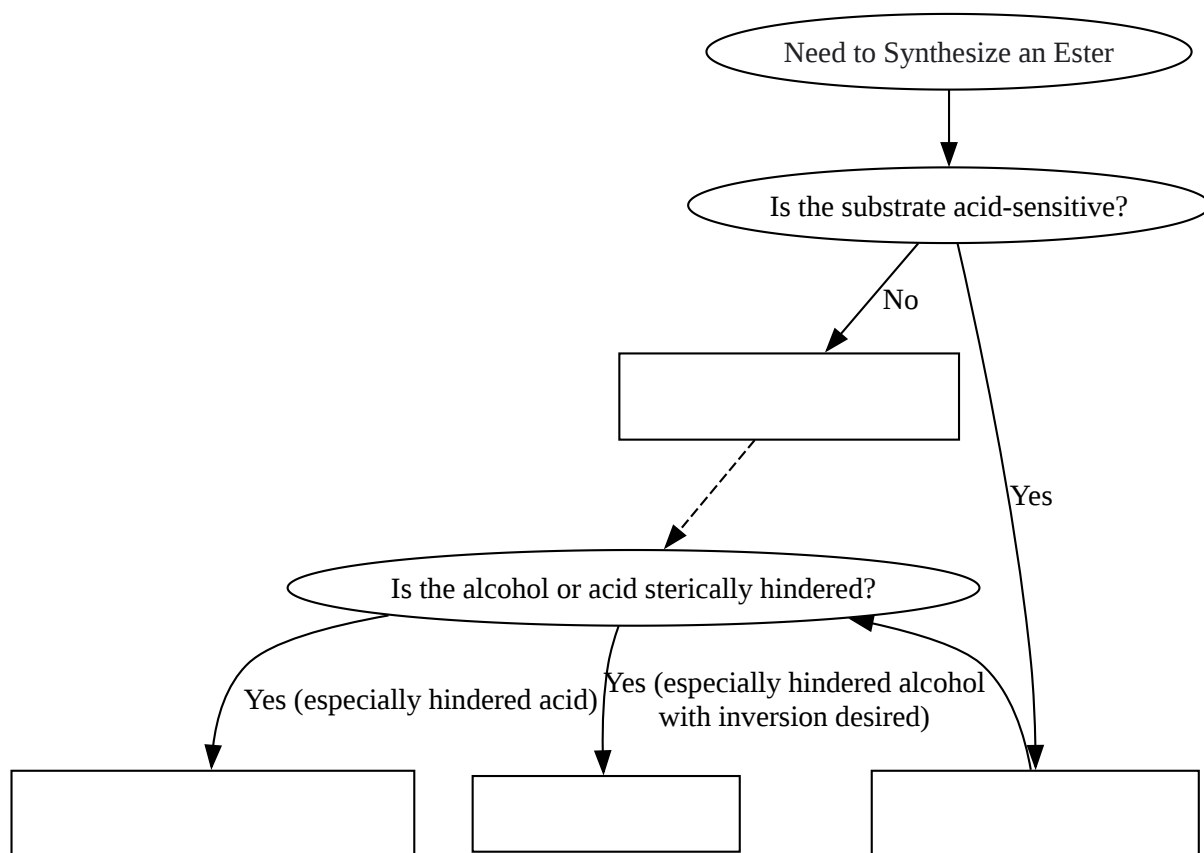 Need to Synthesize an Ester
Is the substrate acid-sensitive?
No
Yes
Is the alcohol or acid sterically hindered?
Yes (especially hindered acid)
Yes (especially hindered alcohol
with inversion desired)